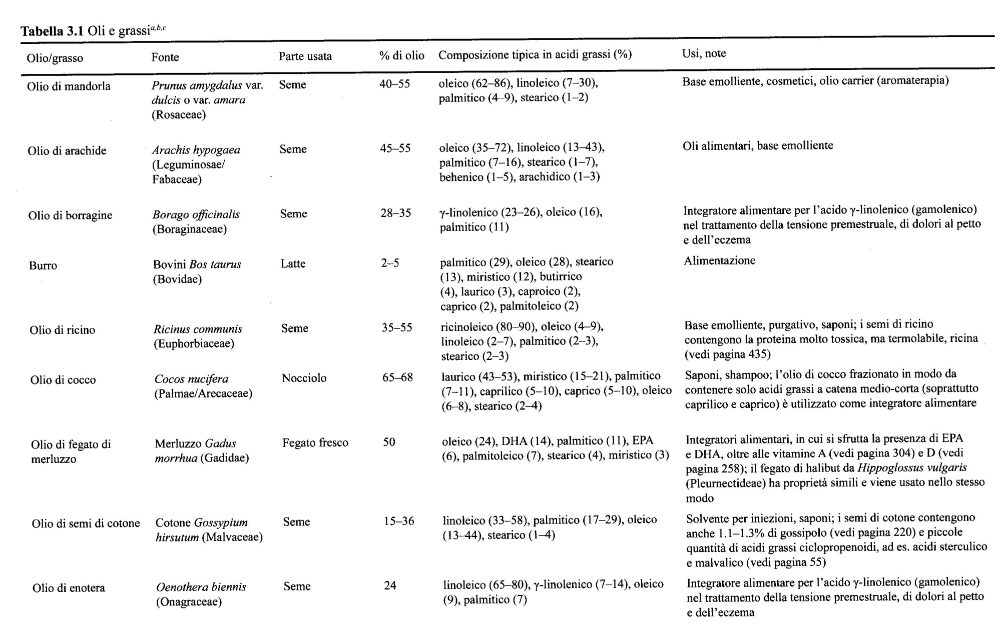 Tabella 3.1 Oli e grassi a,b,c
Olio/grasso Fonte Parte usata % di olio Composizione tipica in acidi grassi (%) Usi, note
Olio di mandorla Prunus amygdalus var. Seme 40–55 oleico (62–86), linoleico (7–30), Base emolliente, cosmetici, olio carrier (aromaterapia)
dulcis o var. amara palmitico (4–9), stearico (1–2)
(Rosaceae)
Olio di arachide Arachis hypogaea Seme 45–55 oleico (35–72), linoleico (13–43), Oli alimentari, base emolliente
(Leguminosae/ palmitico (7–16), stearico (1–7),
Fabaceae) behenico (1–5), arachidico (1–3)
Olio di borragine Borago officinalis Seme 28–35 γ-linolenico (23–26), oleico (16), Integratore alimentare per l'acido γ-linolenico (gamolenico)
(Boraginaceae) palmitico (11) nel trattamento della tensione premestruale, di dolori al petto
e dell'eczema
Burro Bovini Bos taurus Latte 2–5 palmitico (29), oleico (28), stearico Alimentazione
(Bovidae) (13), miristico (12), butirrico
(4), laurico (3), caproico (2),
caprico (2), palmitoleico (2)
Olio di ricino Ricinus communis Seme 35–55 ricinoleico (80–90), oleico (4–9), Base emolliente, purgativo, saponi; i semi di ricino
(Euphorbiaceae) linoleico (2–7), palmitico (2–3), contengono la proteina molto tossica, ma termolabile, ricina
stearico (2–3) (vedi pagina 435)
Olio di cocco Cocos nucifera Nocciolo 65–68 laurico (43–53), miristico (15–21), palmitico Saponi, shampoo; l'olio di cocco frazionato in modo da
(Palmae/Arecaceae) (7–11), caprilico (5–10), caprico (5–10), oleico contenere solo acidi grassi a catena medio-corta (soprattutto
(6–8), stearico (2–4) caprilico e caprico) è utilizzato come integratore alimentare
Olio di fegato di Merluzzo Gadus Fegato fresco 50 oleico (24), DHA (14), palmitico (11), EPA Integratori alimentari, in cui si sfrutta la presenza di EPA
merluzzo morrhua (Gadidae) (6), palmitoleico (7), stearico (4), miristico (3) e DHA, oltre alle vitamine A (vedi pagina 304) e D (vedi
pagina 258); il fegato di halibut da Hippoglossus vulgaris
(Pleurnectideae) ha proprietà simili e viene usato nello stesso
modo
Olio di semi di cotone Cotone Gossypium Seme 15–36 linoleico (33–58), palmitico (17–29), oleico Solvente per iniezioni, saponi; i semi di cotone contengono
hirsutum (Malvaceae) (13–44), stearico (1–4) anche 1.1–1.3% di gossipolo (vedi pagina 220) e piccole
quantità di acidi grassi ciclopropenoidi, ad es. acidi sterculico
e malvalico (vedi pagina 55)
Olio di enotera Oenothera biennis Seme 24 linoleico (65–80), γ-linolenico (7–14), oleico Integratore alimentare per l'acido γ-linolenico (gamolenico)
(Onagraceae) (9), palmitico (7) nel trattamento della tensione premestruale, di dolori al petto
e dell'eczema